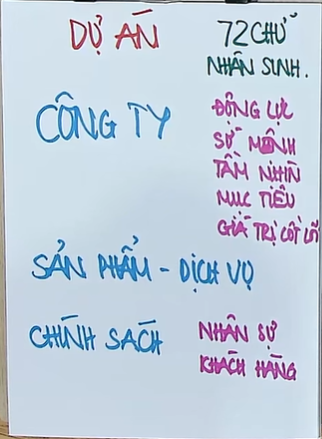 DỰ ÁN
72 CHỮ
NHÂN SINH.
CÔNG TY
ĐỘNG LỰC
SỨ MỆNH
TẦM NHÌN
MỤC TIÊU
GIÁ TRỊ CỐT LÕI
SẢN PHẨM - DỊCH VỤ
CHÍNH SÁCH
NHÂN SỰ
KHÁCH HÀNG